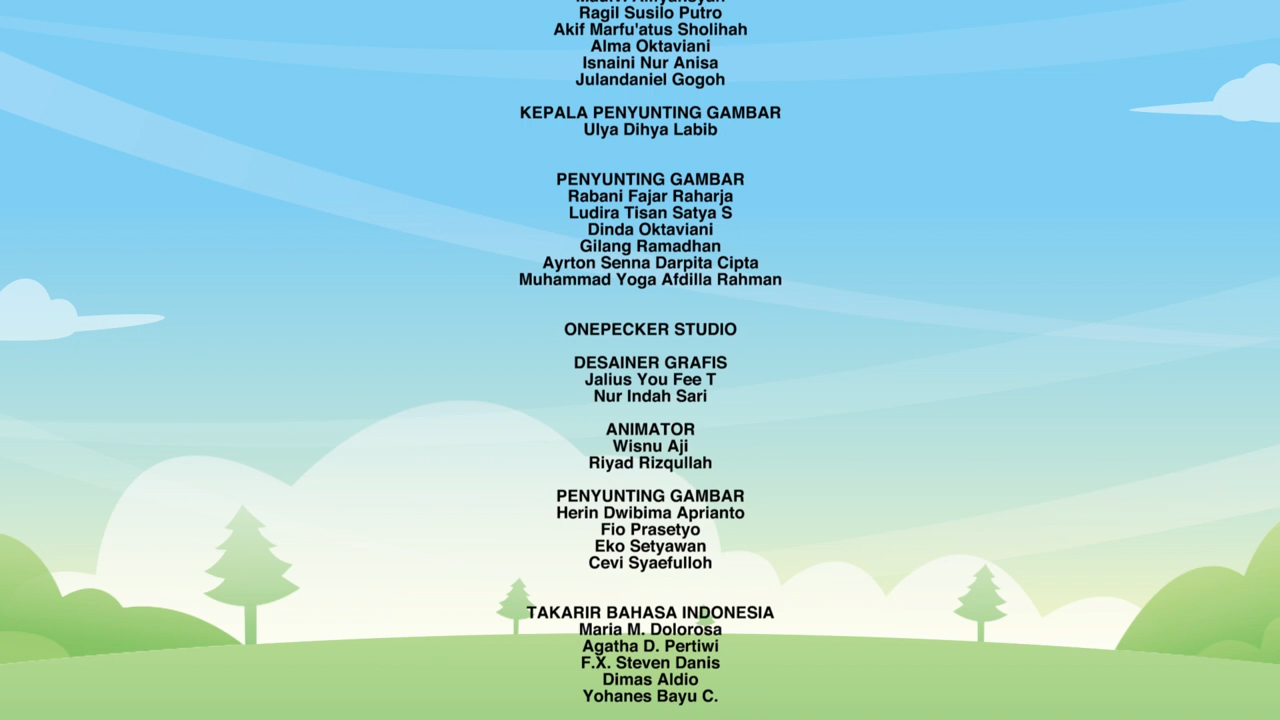 Ragil Susilo Putro
Akif Marfu'atus Sholihah
Alma Oktaviani
Isnaini Nur Anisa
Julandaniel Gogoh
KEPALA PENYUNTING GAMBAR
Ulya Dihya Labib
PENYUNTING GAMBAR
Rabani Fajar Raharja
Ludira Tisan Satya S
Dinda Oktaviani
Gilang Ramadhan
Ayrton Senna Darpita Cipta
Muhammad Yoga Afdilla Rahman
ONEPECKER STUDIO
DESAINER GRAFIS
Jalius You Fee T
Nur Indah Sari
ANIMATOR
Wisnu Aji
Riyad Rizqullah
PENYUNTING GAMBAR
Herin Dwibima Aprianto
Fio Prasetyo
Eko Setyawan
Cevi Syaefulloh
TAKARIR BAHASA INDONESIA
Maria M. Dolorosa
Agatha D. Pertiwi
F.X. Steven Danis
Dimas Aldio
Yohanes Bayu C.